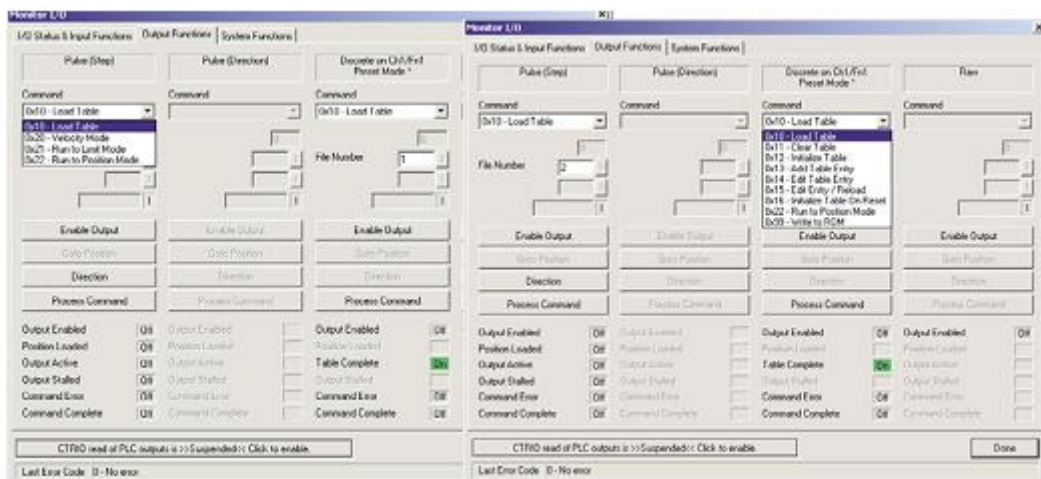 Monitor I/O
I/O Status & Input Functions Output Functions System Functions
Pulse (Step) Pulse (Direction) Discrete on Ch1/Fn1 Preset Mode *
Command Command Command
0x10 - Load Table 0x10 - Load Table
0x10 - Load Table
0x20 - Velocity Mode
0x21 - Run to Limit Mode
0x22 - Run to Position Mode
File Number 1
Enable Output Enable Output Enable Output
Goto Position Goto Position Goto Position
Direction Direction Direction
Process Command Process Command Process Command
Output Enabled Off Output Enabled Output Enabled Off
Position Loaded Off Position Loaded Position Loaded
Output Active Off Output Active Table Complete On
Output Stalled Off Output Stalled Output Stalled
Command Error Off Command Error Command Error Off
Command Complete Off Command Complete Command Complete Off
CTRIO read of PLC outputs is >>Suspended<< Click to enable.
Last Error Code 0 - No error
Monitor I/O
I/O Status & Input Functions Output Functions System Functions
Pulse (Step) Pulse (Direction) Discrete on Ch1/Fn1 Preset Mode * Raw
Command Command Command Command
0x10 - Load Table 0x10 - Load Table
0x10 - Load Table
0x11 - Clear Table
0x12 - Initialize Table
0x13 - Add Table Entry
0x14 - Edit Table Entry
0x15 - Edit Entry / Reload
0x16 - Initialize Table On Reset
0x22 - Run to Position Mode
0x99 - Write to ROM
File Number 2
Enable Output Enable Output Enable Output Enable Output
Goto Position Goto Position Goto Position Goto Position
Direction Direction Direction Direction
Process Command Process Command Process Command Process Command
Output Enabled Off Output Enabled Output Enabled Off Output Enabled Off
Position Loaded Off Position Loaded Position Loaded Position Loaded
Output Active Off Output Active Table Complete On Output Active
Output Stalled Off Output Stalled Output Stalled Output Stalled
Command Error Off Command Error Command Error Off Command Error
Command Complete Off Command Complete Command Complete Off Command Complete
CTRIO read of PLC outputs is >>Suspended<< Click to enable. Done
Last Error Code 0 - No error